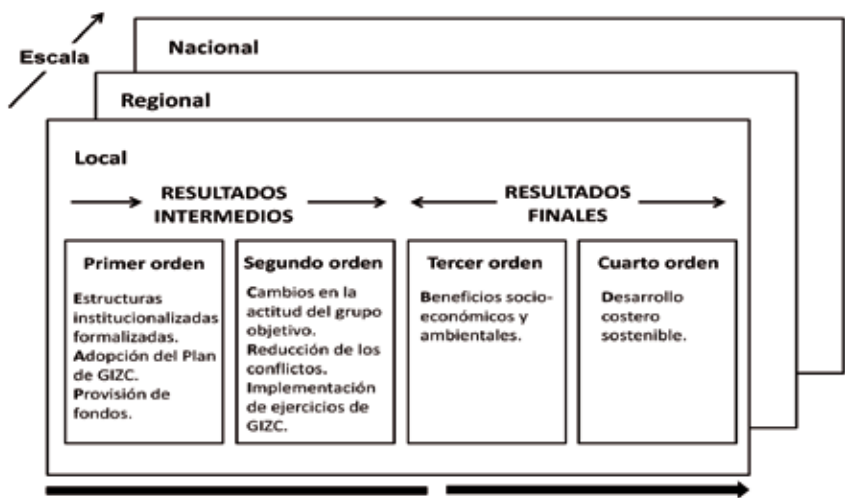 Escala
Nacional
Regional
Local
RESULTADOS
INTERMEDIOS
RESULTADOS
FINALES
Primer orden
Estructuras
institucionalizadas
formalizadas.
Adopción del Plan
de GIZC.
Provisión de
fondos.
Segundo orden
Cambios en la
actitud del grupo
objetivo.
Reducción de los
conflictos.
Implementación
de ejercicios de
GIZC.
Tercer orden
Beneficios socio-
económicos y
ambientales.
Cuarto orden
Desarrollo
costero
sostenible.